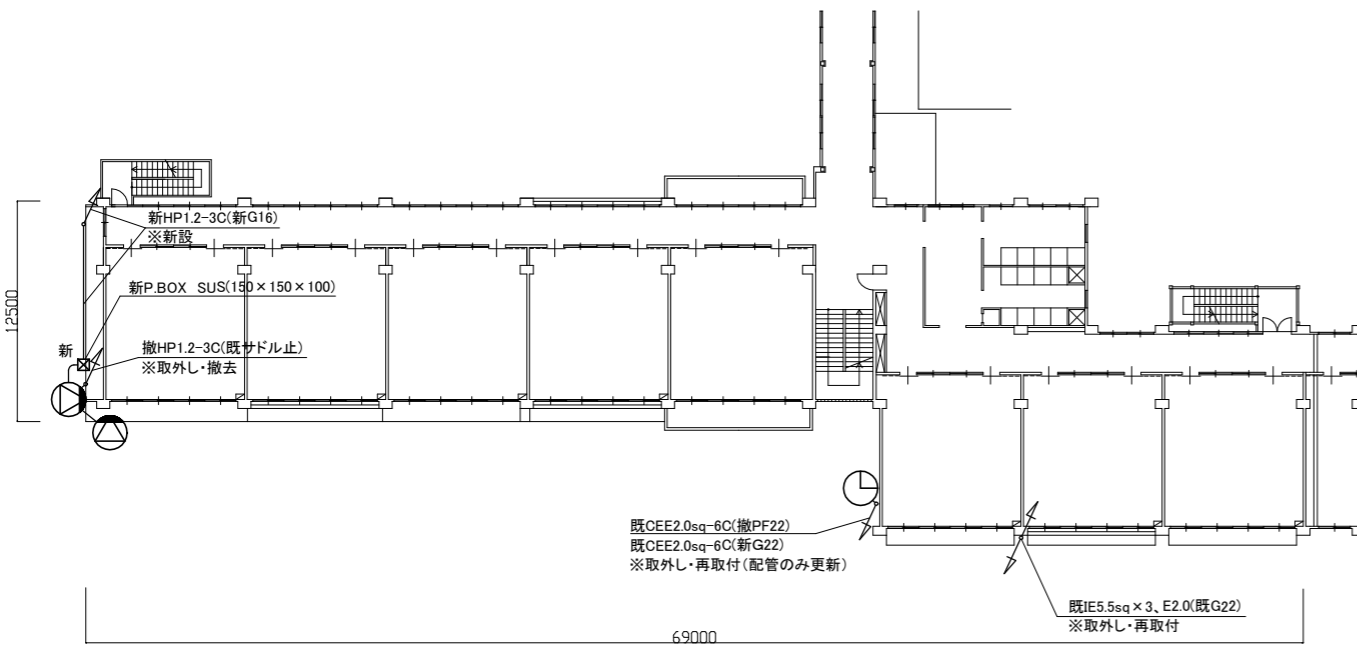 新HP1.2-3C(新G16)
※新設
新P.BOX SUS(150×150×100)
12500
新
撤HP1.2-3C(既サドル止)
※取外し・撤去
既CEE2.0sq-6C(撤PF22)
既CEE2.0sq-6C(新G22)
※取外し・再取付(配管のみ更新)
既IE5.5sq×3、E2.0(既G22)
※取外し・再取付
69000